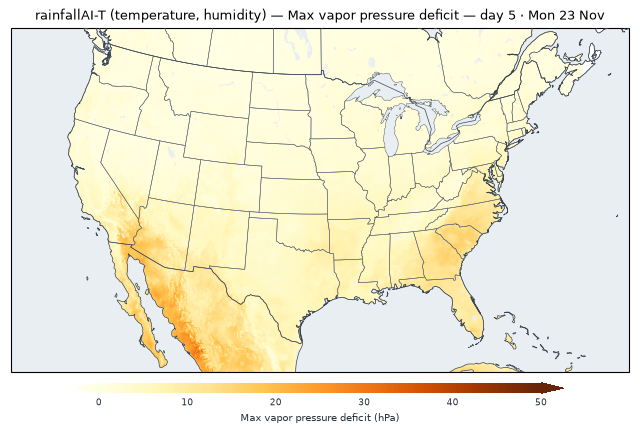 rainfallAI-T (temperature, humidity) — Max vapor pressure deficit — day 5 · Mon 23 Nov
0 10 20 30 40 50
Max vapor pressure deficit (hPa)